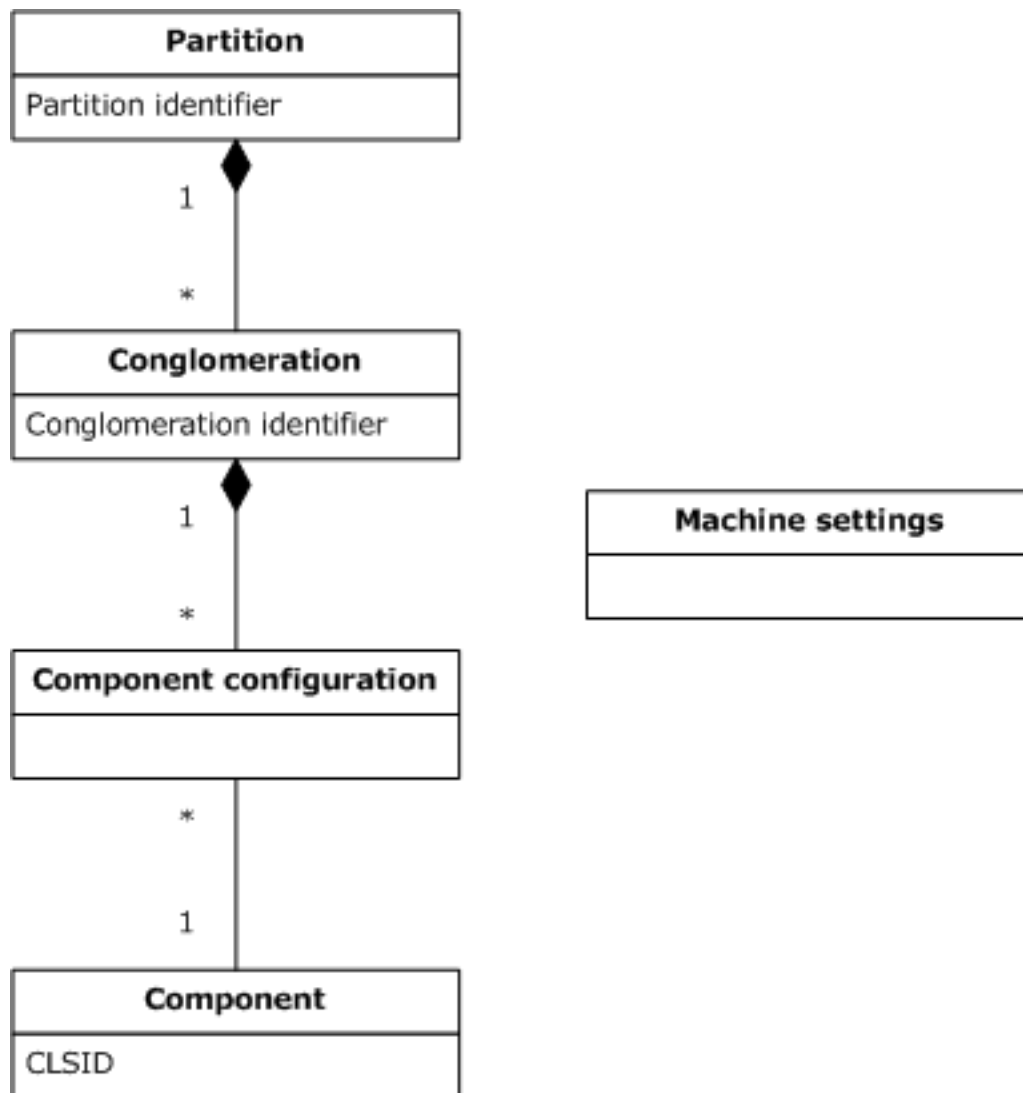 Partition
Partition identifier
1
*
Conglomeration
Conglomeration identifier
1
*
Machine settings
Component configuration
*
1
Component
CLSID